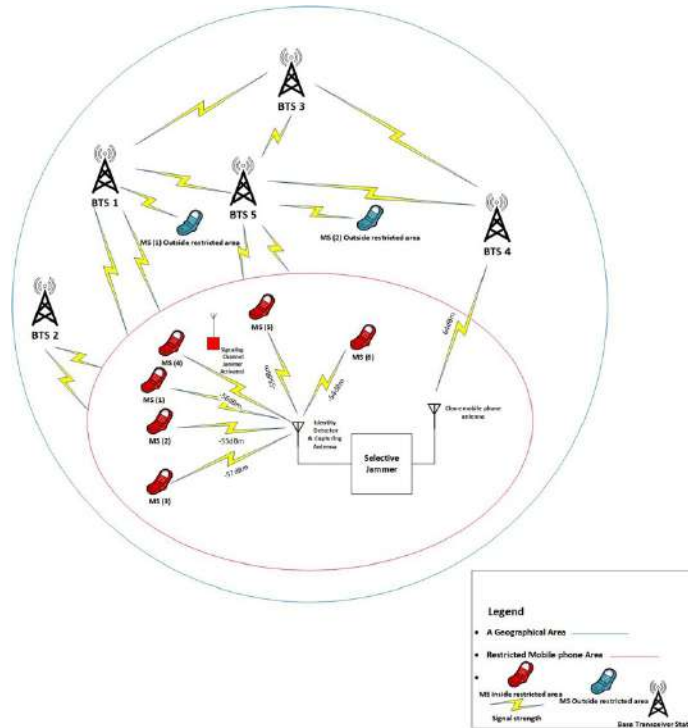 BTS 3
BTS 1
BTS 5
MS (1) Outside restricted area
MS (2) Outside restricted area
BTS 4
BTS 2
MS (5)
MS (4)
Signaling
Channel
Jammer
Activated
MS (6)
MS (1)
-56dBm
MS (2)
-53dBm
MS (3)
-57dBm
-54dBm
Identity
Detector
& Capturing
Antenna
Selective
Jammer
Clone mobile phone
antenna
Legend
• A Geographical Area
• Restricted Mobile phone Area
•
MS Inside restricted area
MS Outside restricted area
Signal strength
Base Transceiver Stat